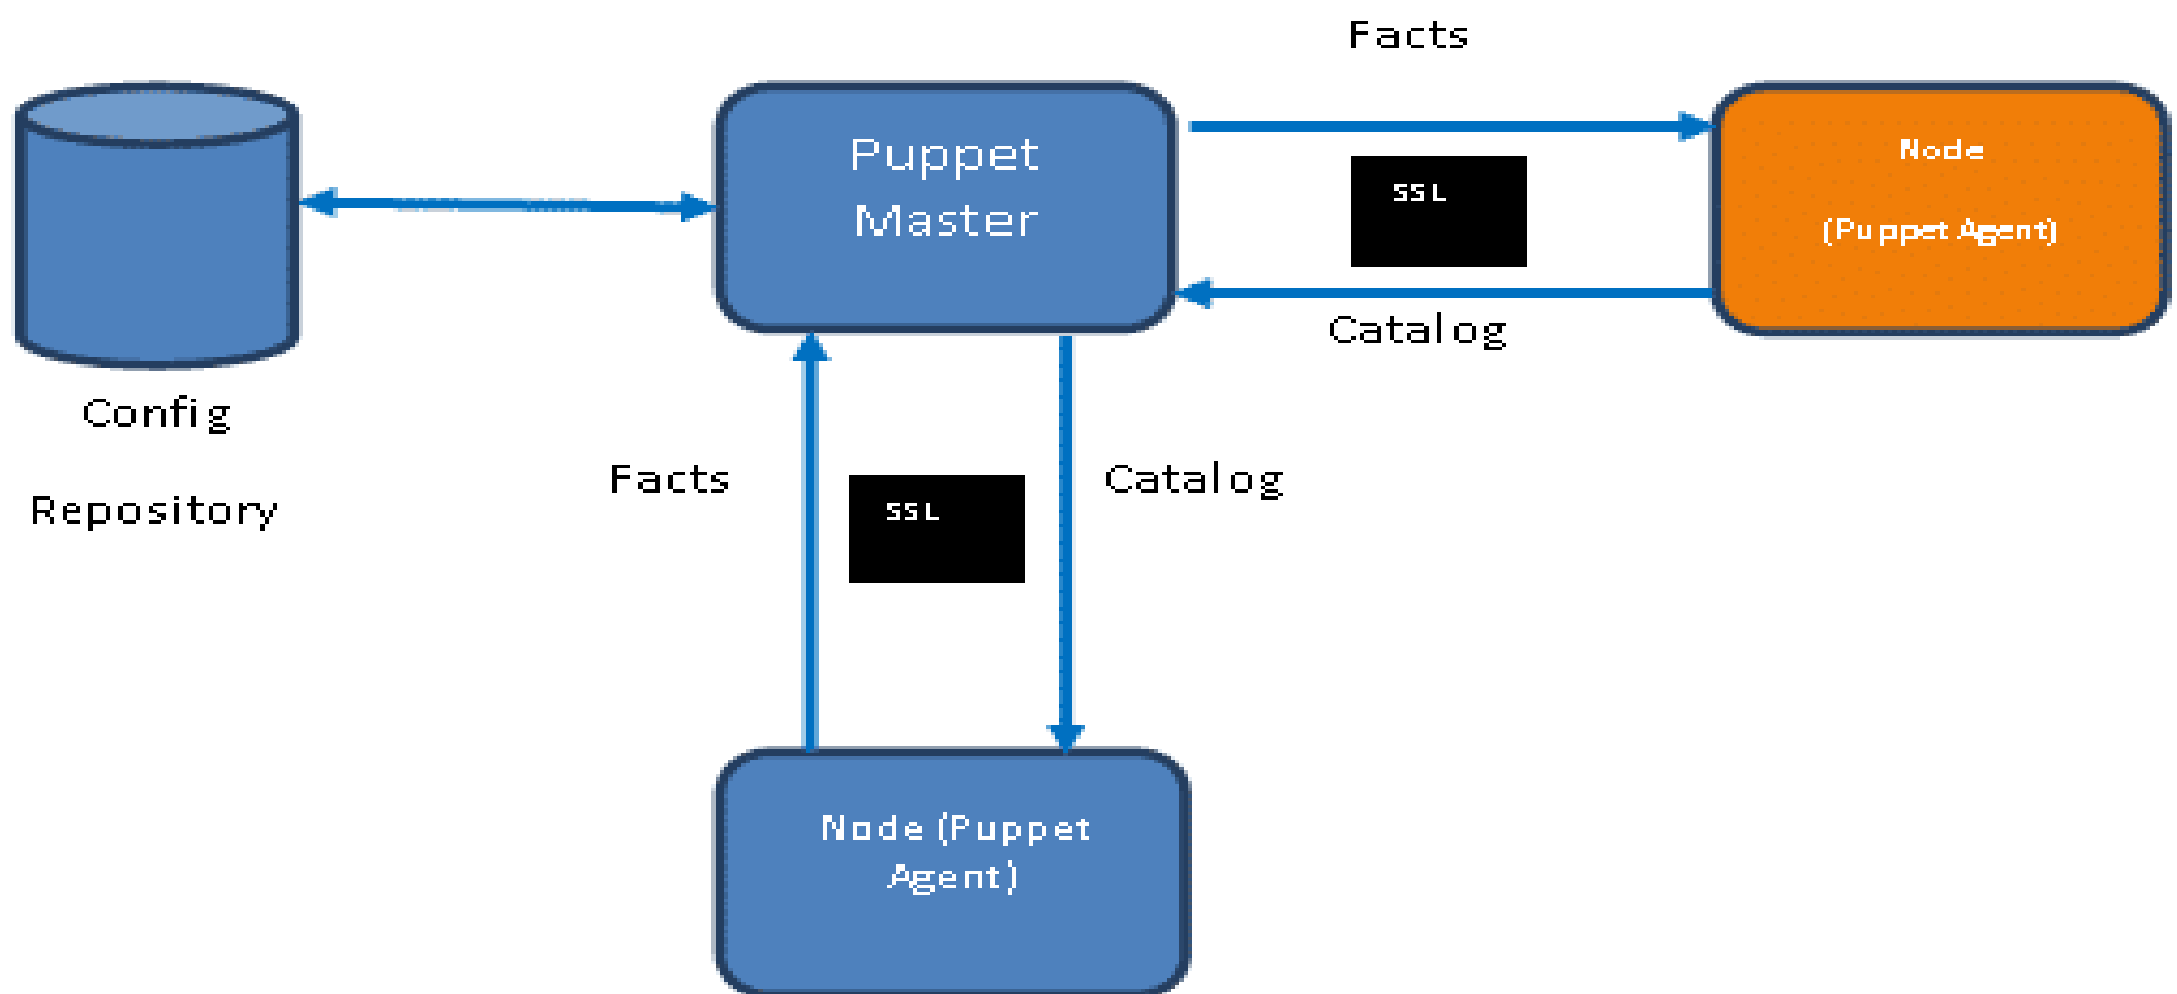 Facts
Puppet
Master
Node
(Puppet Agent)
SSL
Catalog
Config
Repository
Facts
SSL
Catalog
Node (Puppet
Agent)